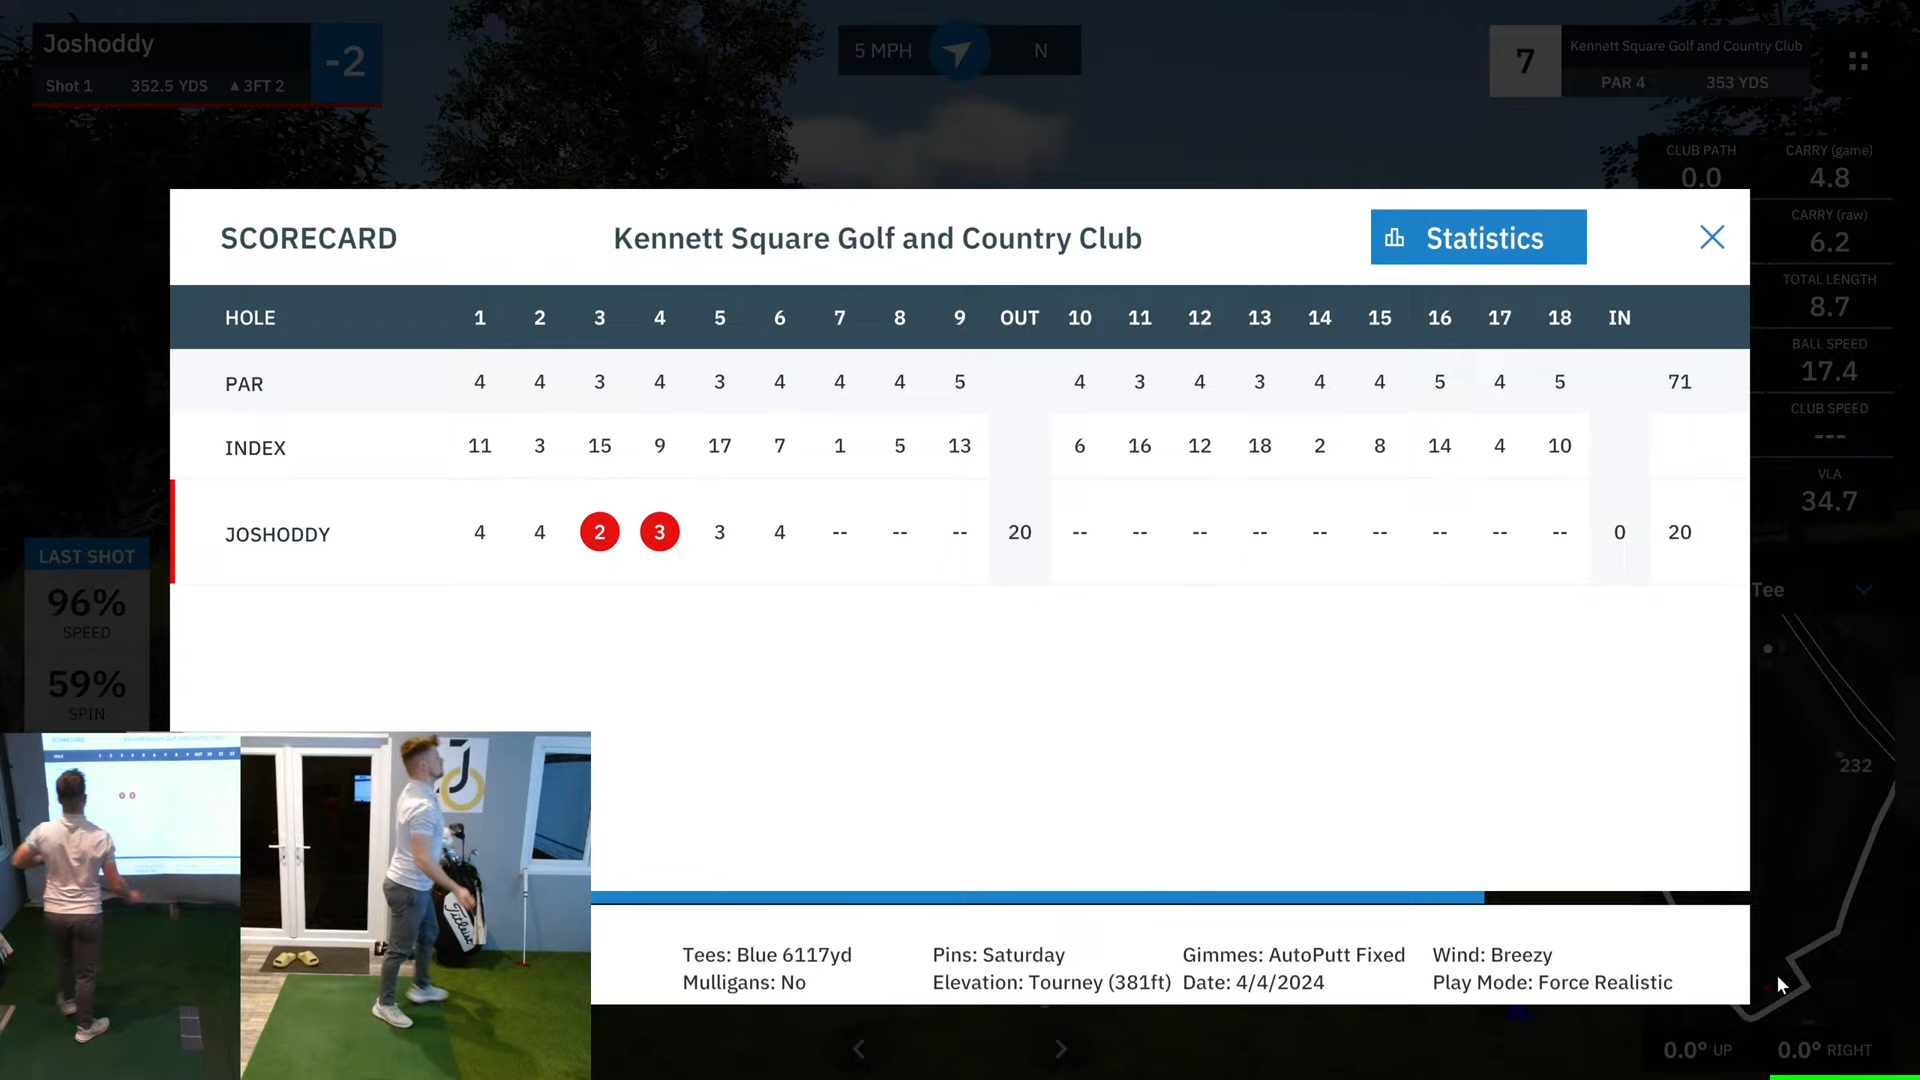 Joshoddy
-2
Shot 1 352.5 YDS ▲3FT 2
5 MPH N
7
Kennett Square Golf and Country Club
PAR 4 353 YDS
CLUB PATH
0.0
CARRY (game)
4.8
CARRY (raw)
6.2
TOTAL LENGTH
8.7
BALL SPEED
17.4
CLUB SPEED
---
VLA
34.7
SCORECARD Kennett Square Golf and Country Club Statistics
HOLE 1 2 3 4 5 6 7 8 9 OUT 10 11 12 13 14 15 16 17 18 IN
PAR 4 4 3 4 3 4 4 4 5 4 3 4 3 4 4 5 4 5 71
INDEX 11 3 15 9 17 7 1 5 13 6 16 12 18 2 8 14 4 10
JOSHODDY 4 4 2 3 3 4 -- -- -- 20 -- -- -- -- -- -- -- -- -- 0 20
LAST SHOT
96%
SPEED
59%
SPIN
Tee
232
Titleist
Tees: Blue 6117yd Pins: Saturday Gimmes: AutoPutt Fixed Wind: Breezy
Mulligans: No Elevation: Tourney (381ft) Date: 4/4/2024 Play Mode: Force Realistic
0.0° UP 0.0° RIGHT